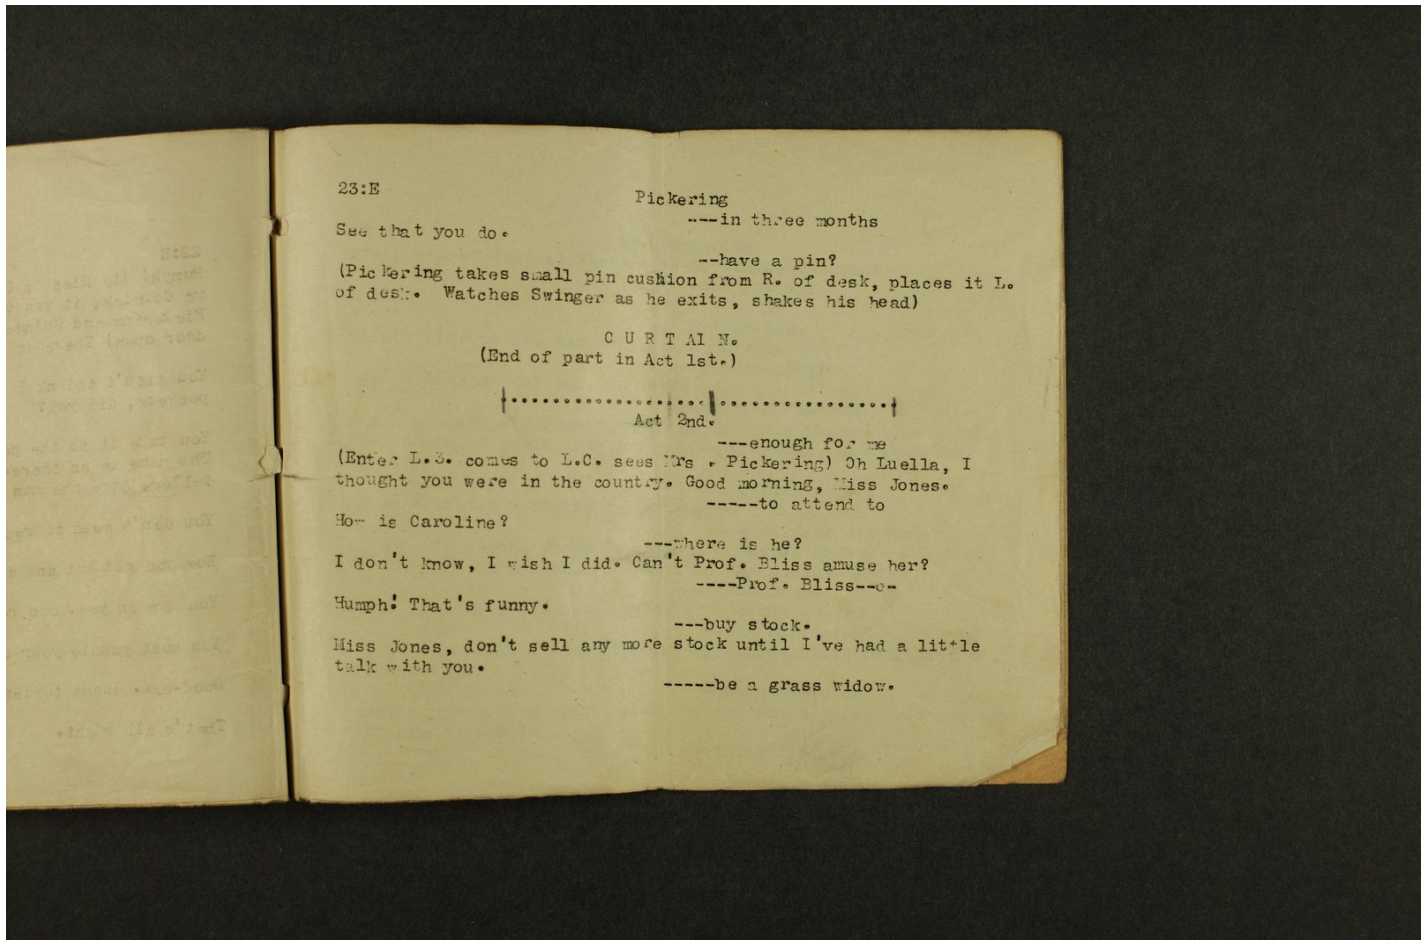 23:E
Pickering
----in three months
See that you do.
--have a pin?
(Pickering takes small pin cushion from R. of desk, places it L.
of desk. Watches Swinger as he exits, shakes his head)
C U R T AI N.
(End of part in Act 1st.)
Act 2nd.
---enough for me
(Enter L.3. comes to L.C. sees Mrs . Pickering) Oh Luella, I
thought you were in the country. Good morning, Miss Jones.
-----to attend to
How is Caroline?
---where is he?
I don't know, I wish I did. Can't Prof. Bliss amuse her?
----Prof. Bliss--o-
Humph! That's funny.
---buy stock.
Miss Jones, don't sell any more stock until I've had a little
talk with you.
-----be a grass widow.